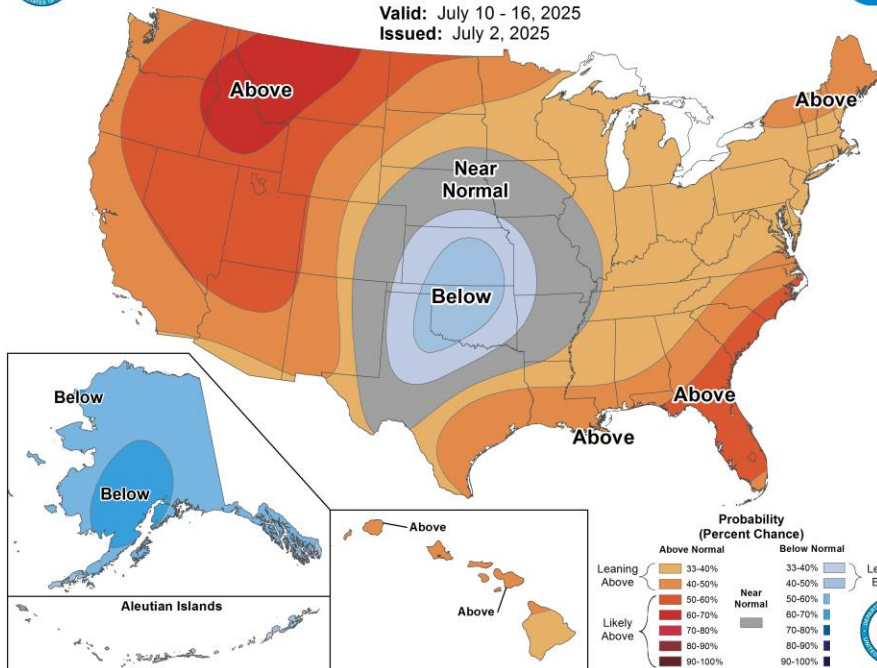 Valid: July 10 - 16, 2025
Issued: July 2, 2025
Above
Above
Near
Normal
Below
Above
Above
Below
Below
Aleutian Islands
Above
Above
Probability
(Percent Chance)
Above Normal
Below Normal
Leaning
Above
33-40%
40-50%
Likely
Above
50-60%
60-70%
70-80%
80-90%
90-100%
Near
Normal
33-40%
40-50%
50-60%
60-70%
70-80%
80-90%
90-100%